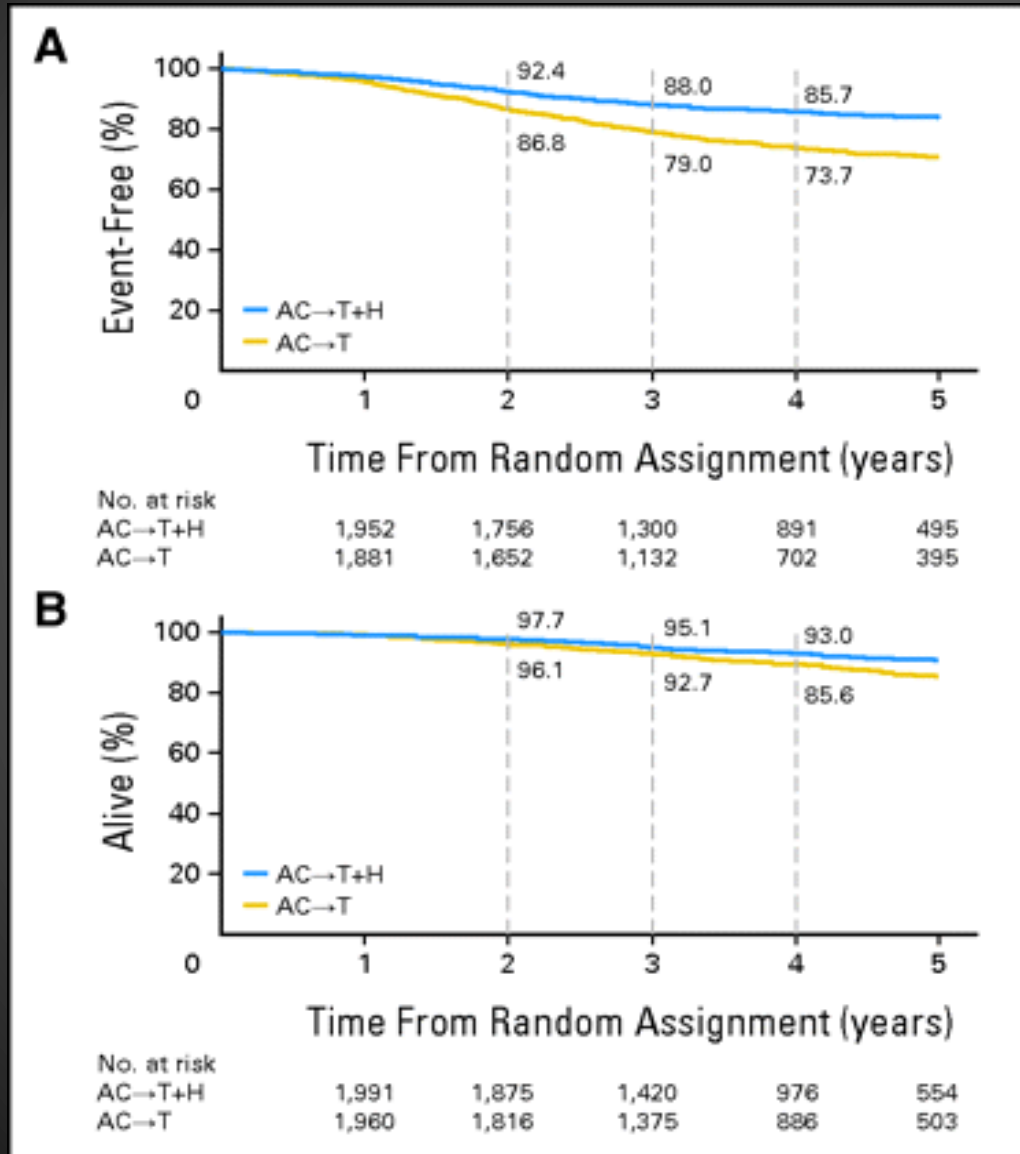 A
Event-Free (%)
100
80
60
40
20
0
92.4
88.0
85.7
86.8
79.0
73.7
AC→T+H
AC→T
1 2 3 4 5
Time From Random Assignment (years)
No. at risk
AC→T+H 1,952 1,756 1,300 891 495
AC→T 1,881 1,652 1,132 702 395
B
Alive (%)
100
80
60
40
20
0
97.7
95.1
93.0
96.1
92.7
85.6
AC→T+H
AC→T
1 2 3 4 5
Time From Random Assignment (years)
No. at risk
AC→T+H 1,991 1,875 1,420 976 554
AC→T 1,960 1,816 1,375 886 503